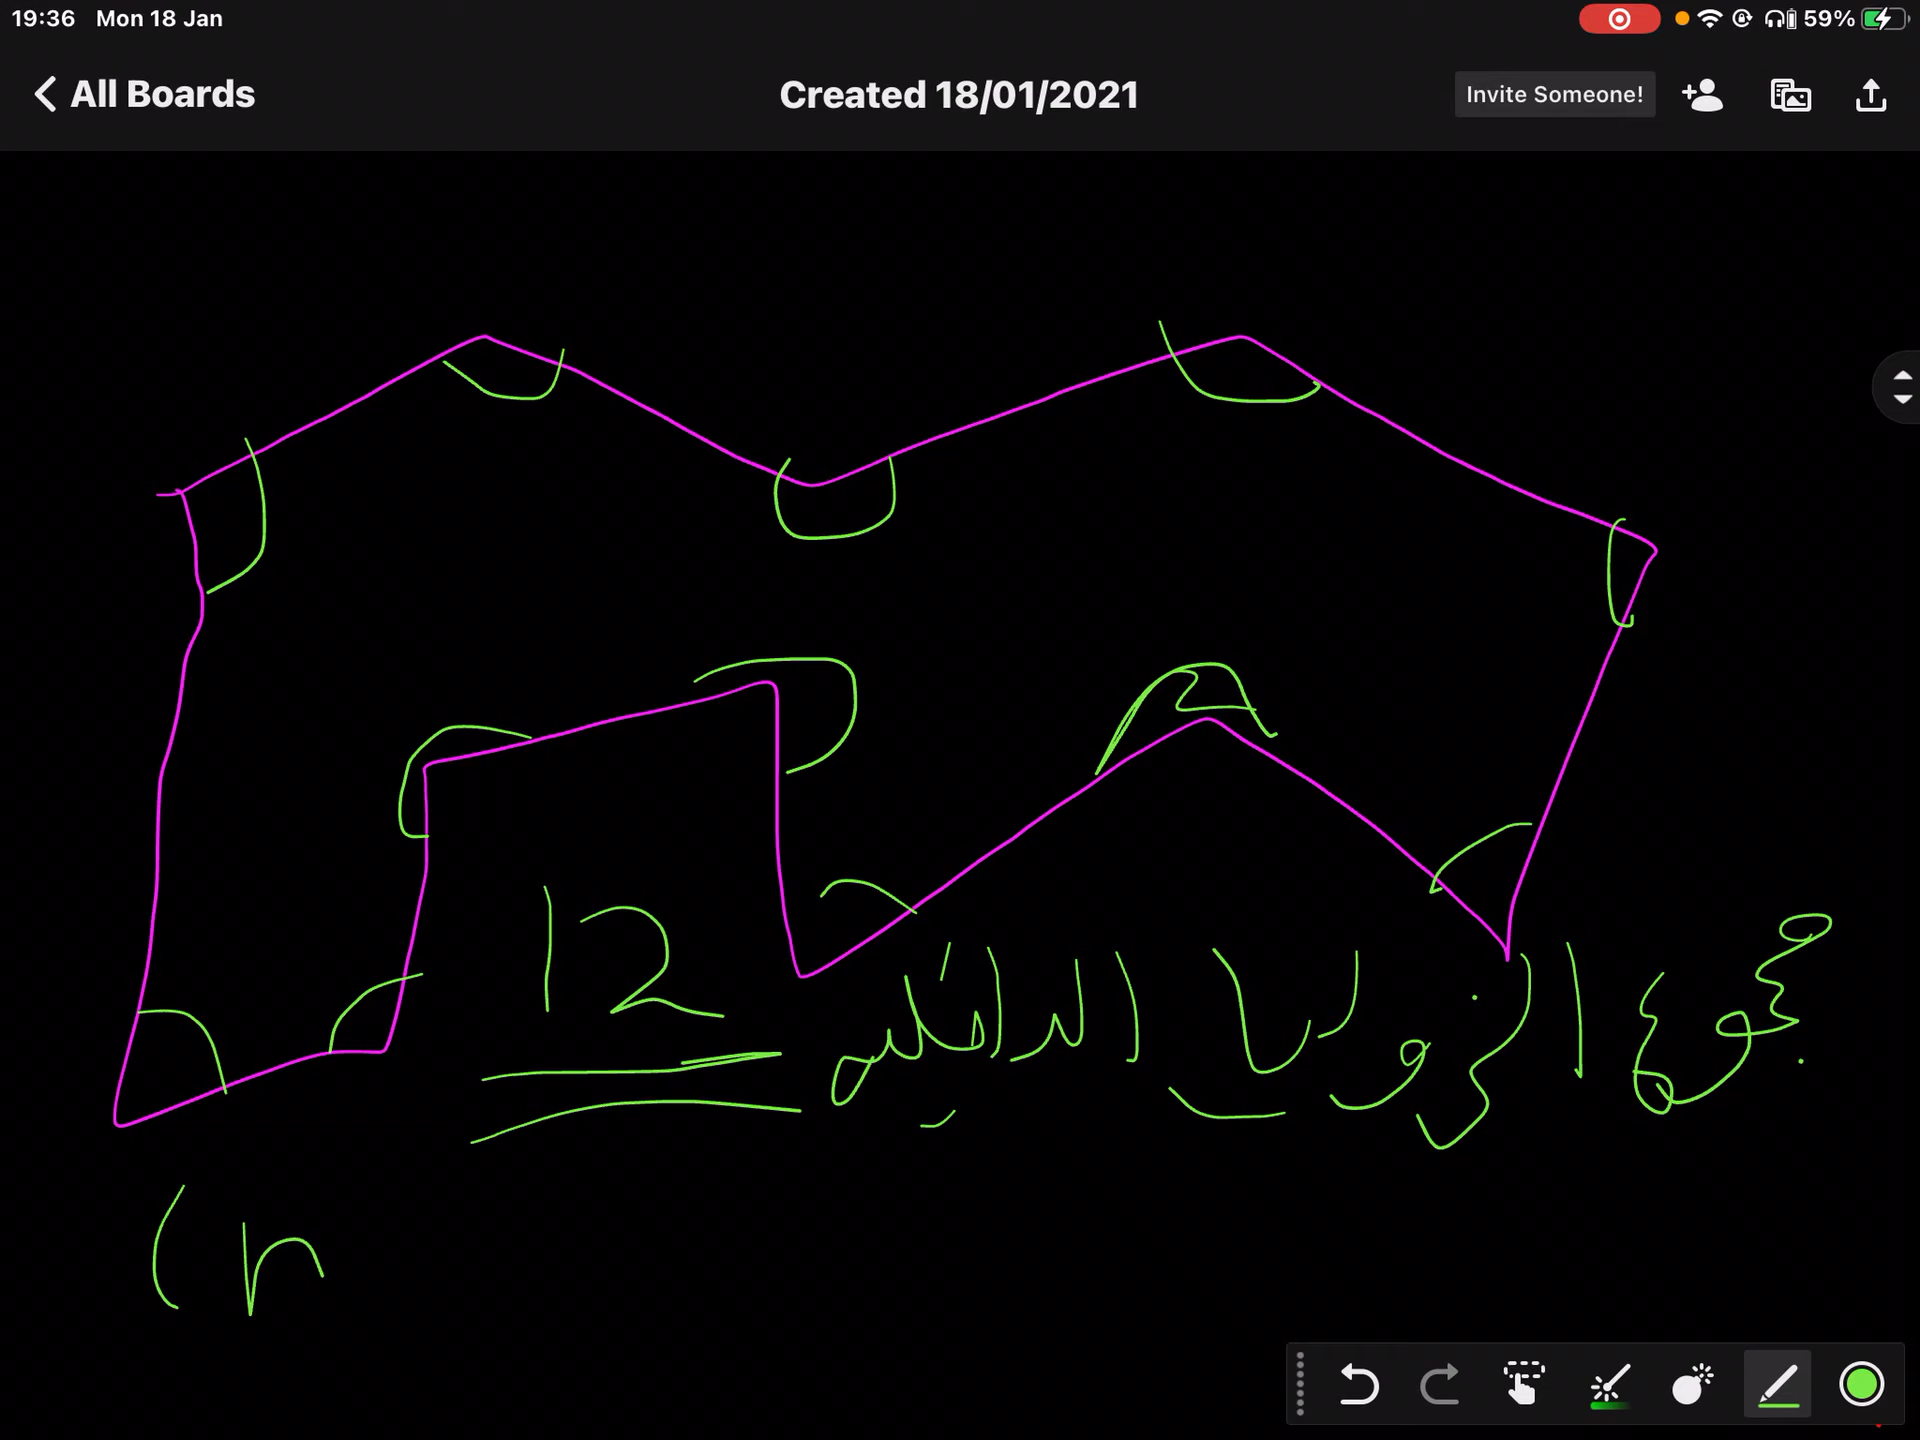 19:36 Mon 18 Jan 59%
All Boards
Created 18/01/2021
Invite Someone!
مجموع الزوايا الداخلية
12
(n